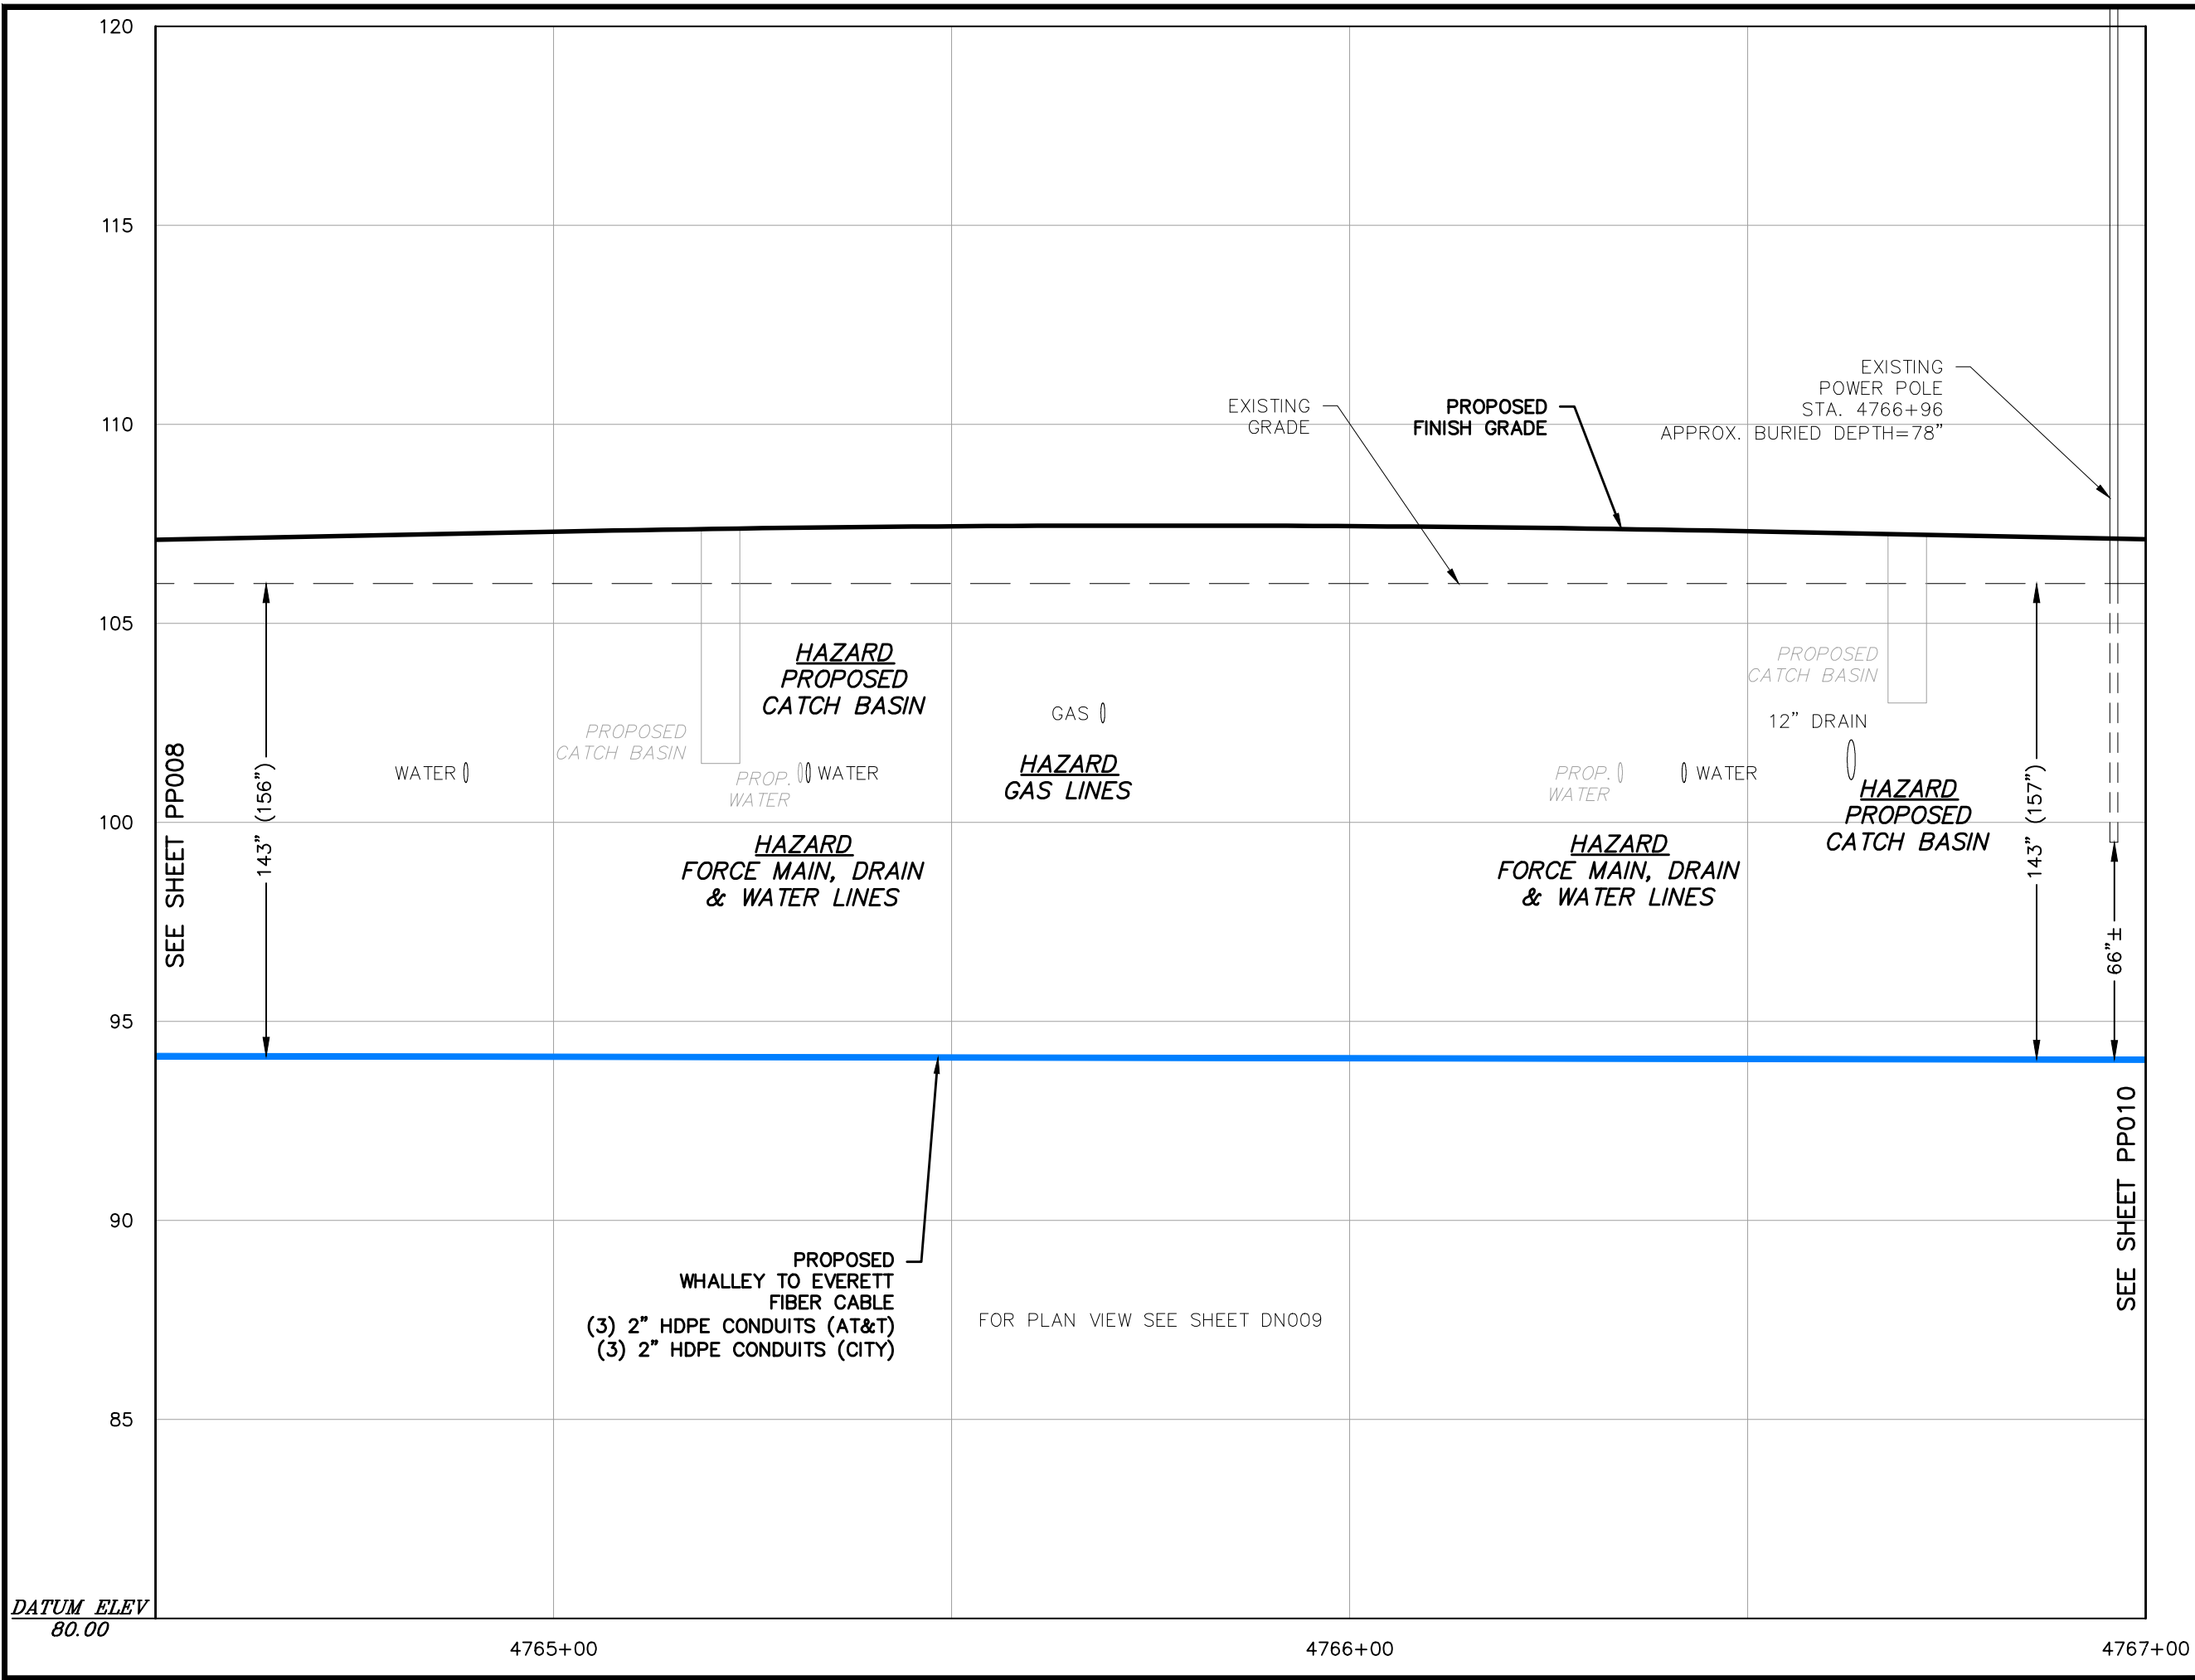 120
115
110
105
100
95
90
85
DATUM ELEV
80.00
4765+00
4766+00
4767+00
EXISTING
GRADE
PROPOSED
FINISH GRADE
EXISTING
POWER POLE
STA. 4766+96
APPROX. BURIED DEPTH=78"
SEE SHEET PP008
143" (156")
WATER
PROPOSED
CATCH BASIN
HAZARD
PROPOSED
CATCH BASIN
PROP.
WATER
WATER
HAZARD
FORCE MAIN, DRAIN
& WATER LINES
GAS
HAZARD
GAS LINES
PROP.
WATER
WATER
HAZARD
FORCE MAIN, DRAIN
& WATER LINES
PROPOSED
CATCH BASIN
12" DRAIN
HAZARD
PROPOSED
CATCH BASIN
143" (157")
66"±
SEE SHEET PP010
PROPOSED
WHALLEY TO EVERETT
FIBER CABLE
(3) 2" HDPE CONDUITS (AT&T)
(3) 2" HDPE CONDUITS (CITY)
FOR PLAN VIEW SEE SHEET DN009